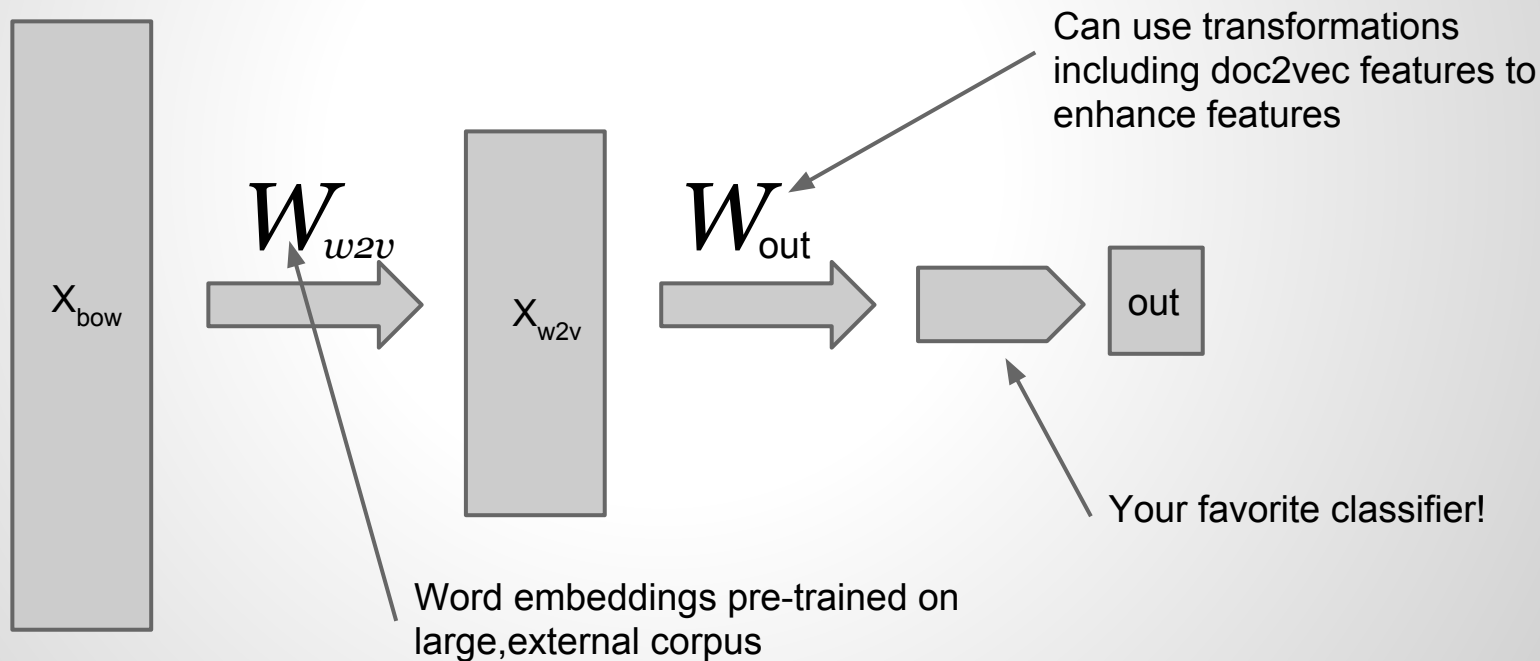 Can use transformations
including doc2vec features to
enhance features
W_w2v
W_out
X_bow
X_w2v
out
Your favorite classifier!
Word embeddings pre-trained on
large,external corpus